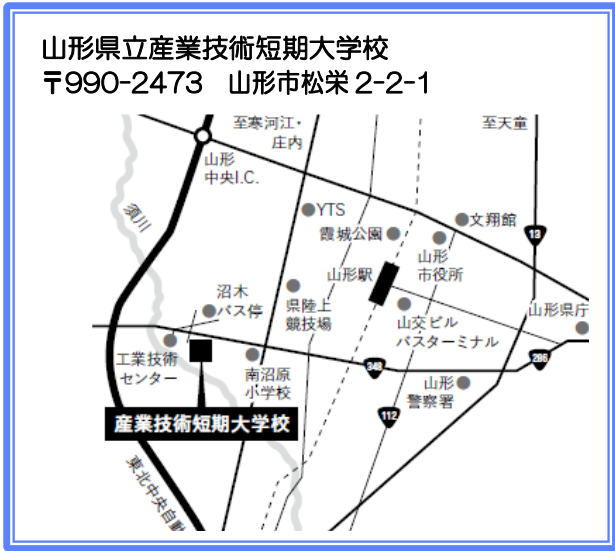 山形県立産業技術短期大学校
〒990-2473　山形市松栄 2-2-1
至寒河江・
庄内
至天童
山形
中央I.C.
須川
YTS
文翔館
霞城公園
13
山形
市役所
山形駅
沼木
バス停
県陸上
競技場
山交ビル
バスターミナル
山形県庁
工業技術
センター
南沼原
小学校
348
286
山形
警察署
112
産業技術短期大学校
東北中央自動